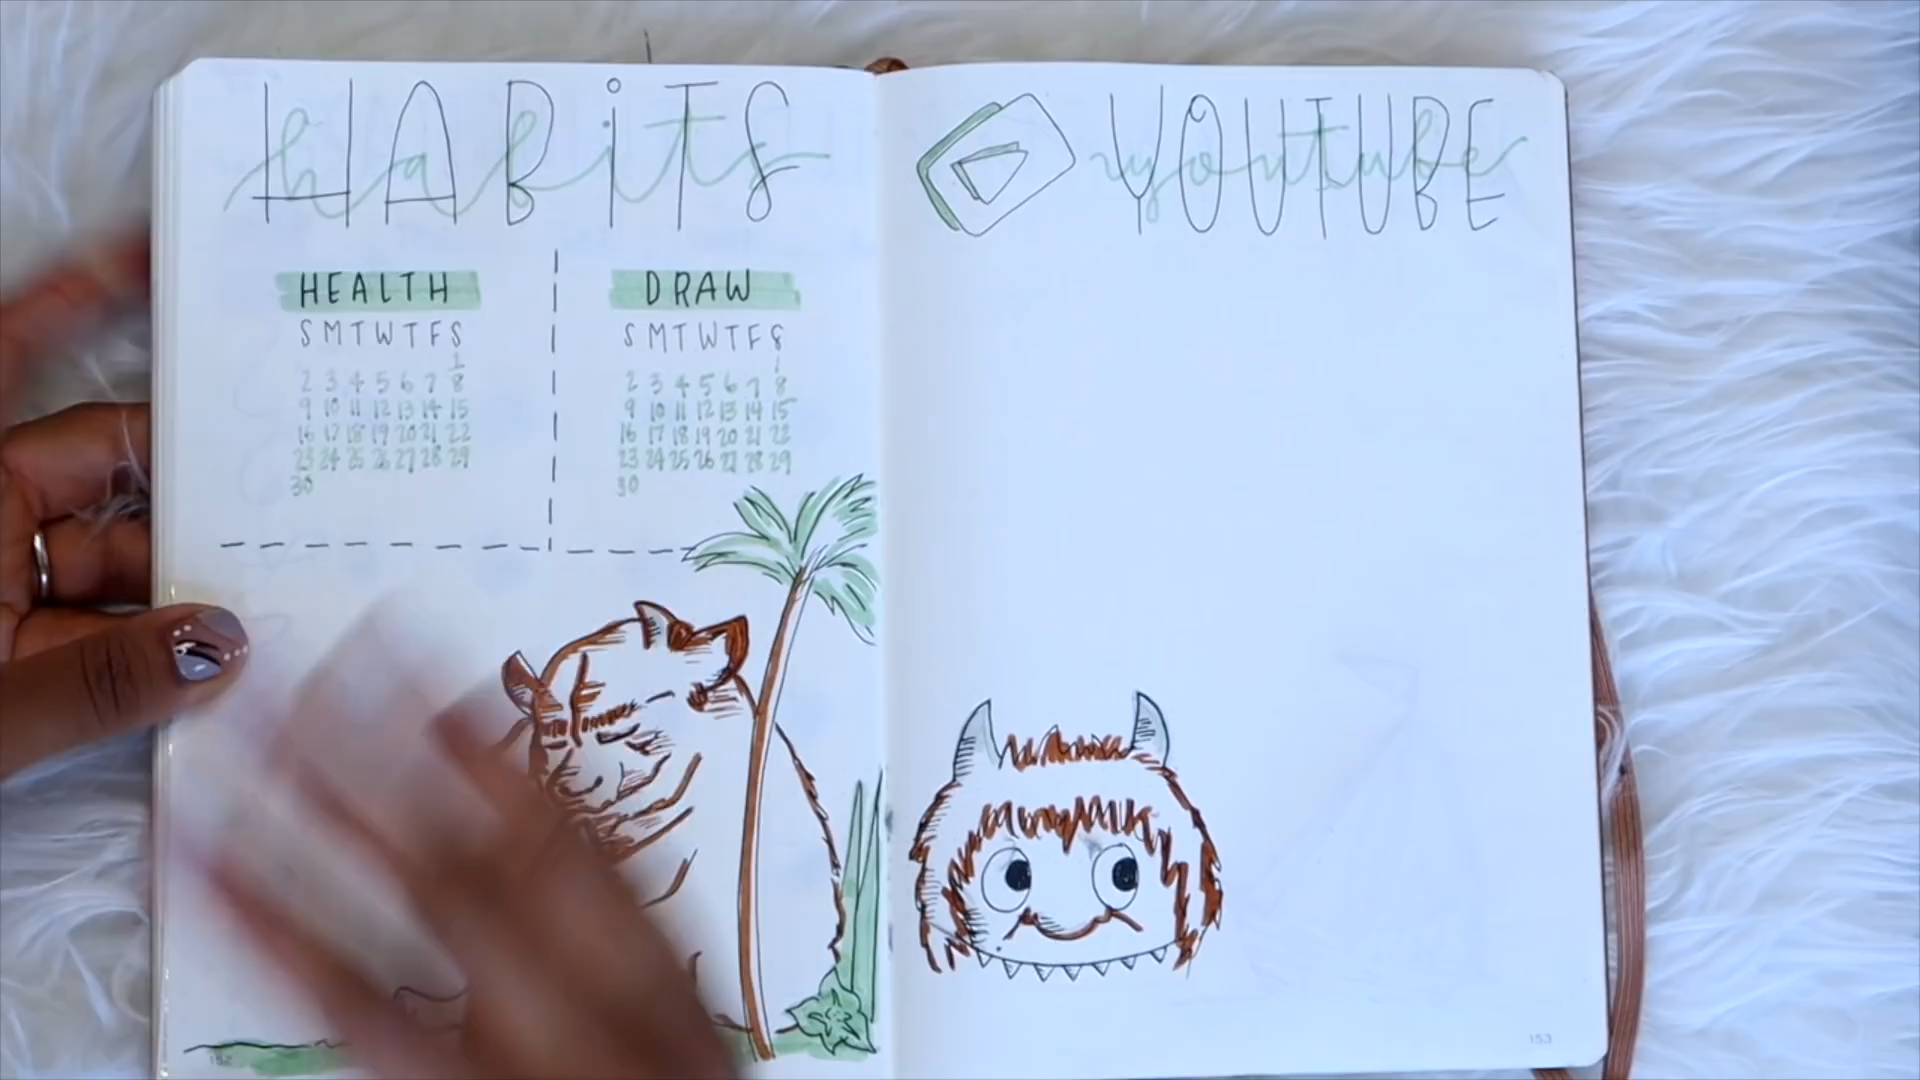 HABiTS
habits
HEALTH
S M T W T F S
1
2 3 4 5 6 7 8
9 10 11 12 13 14 15
16 17 18 19 20 21 22
23 24 25 26 27 28 29
30
DRAW
S M T W T F S
1
2 3 4 5 6 7 8
9 10 11 12 13 14 15
16 17 18 19 20 21 22
23 24 25 26 27 28 29
30
152
YOUTUBE
youtube
153